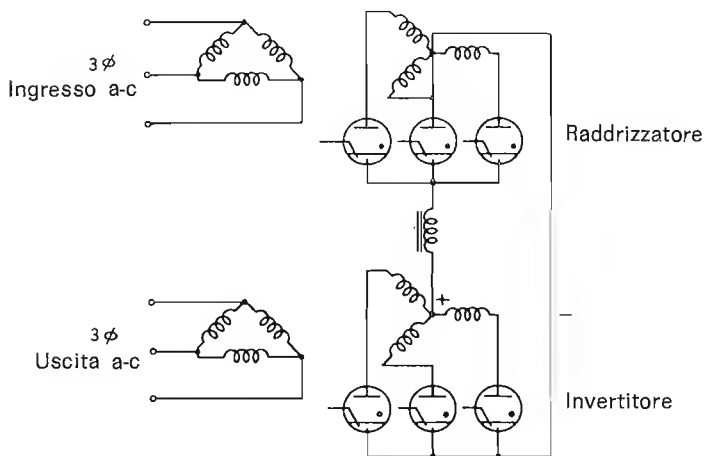 3φ
Ingresso a-c
Raddrizzatore
+
−
3φ
Uscita a-c
Invertitore